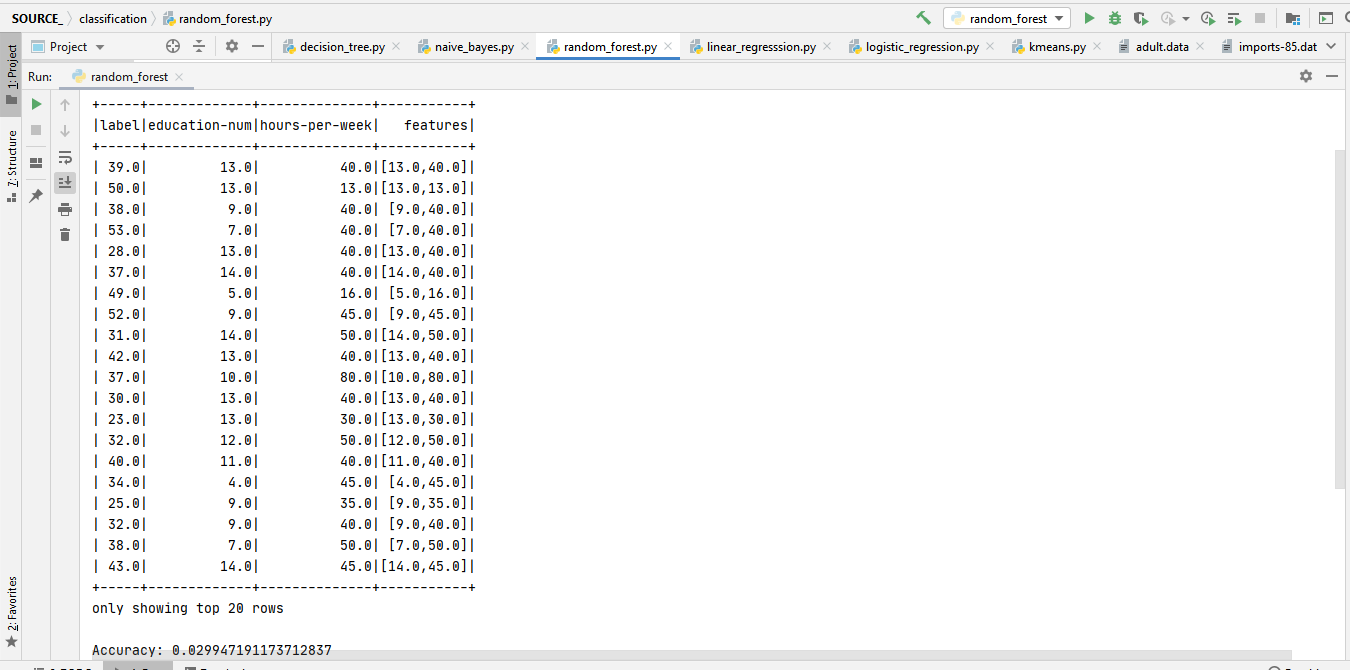 SOURCE_ classification random_forest.py random_forest
1: Project
Project decision_tree.py naive_bayes.py random_forest.py linear_regresssion.py logistic_regression.py kmeans.py adult.data imports-85.dat
Run: random_forest
7: Structure
2: Favorites
+-----+-------------+--------------+-----------+
|label|education-num|hours-per-week|   features|
+-----+-------------+--------------+-----------+
| 39.0|         13.0|          40.0|[13.0,40.0]|
| 50.0|         13.0|          13.0|[13.0,13.0]|
| 38.0|          9.0|          40.0| [9.0,40.0]|
| 53.0|          7.0|          40.0| [7.0,40.0]|
| 28.0|         13.0|          40.0|[13.0,40.0]|
| 37.0|         14.0|          40.0|[14.0,40.0]|
| 49.0|          5.0|          16.0| [5.0,16.0]|
| 52.0|          9.0|          45.0| [9.0,45.0]|
| 31.0|         14.0|          50.0|[14.0,50.0]|
| 42.0|         13.0|          40.0|[13.0,40.0]|
| 37.0|         10.0|          80.0|[10.0,80.0]|
| 30.0|         13.0|          40.0|[13.0,40.0]|
| 23.0|         13.0|          30.0|[13.0,30.0]|
| 32.0|         12.0|          50.0|[12.0,50.0]|
| 40.0|         11.0|          40.0|[11.0,40.0]|
| 34.0|          4.0|          45.0| [4.0,45.0]|
| 25.0|          9.0|          35.0| [9.0,35.0]|
| 32.0|          9.0|          40.0| [9.0,40.0]|
| 38.0|          7.0|          50.0| [7.0,50.0]|
| 43.0|         14.0|          45.0|[14.0,45.0]|
+-----+-------------+--------------+-----------+
only showing top 20 rows
Accuracy: 0.029947191173712837